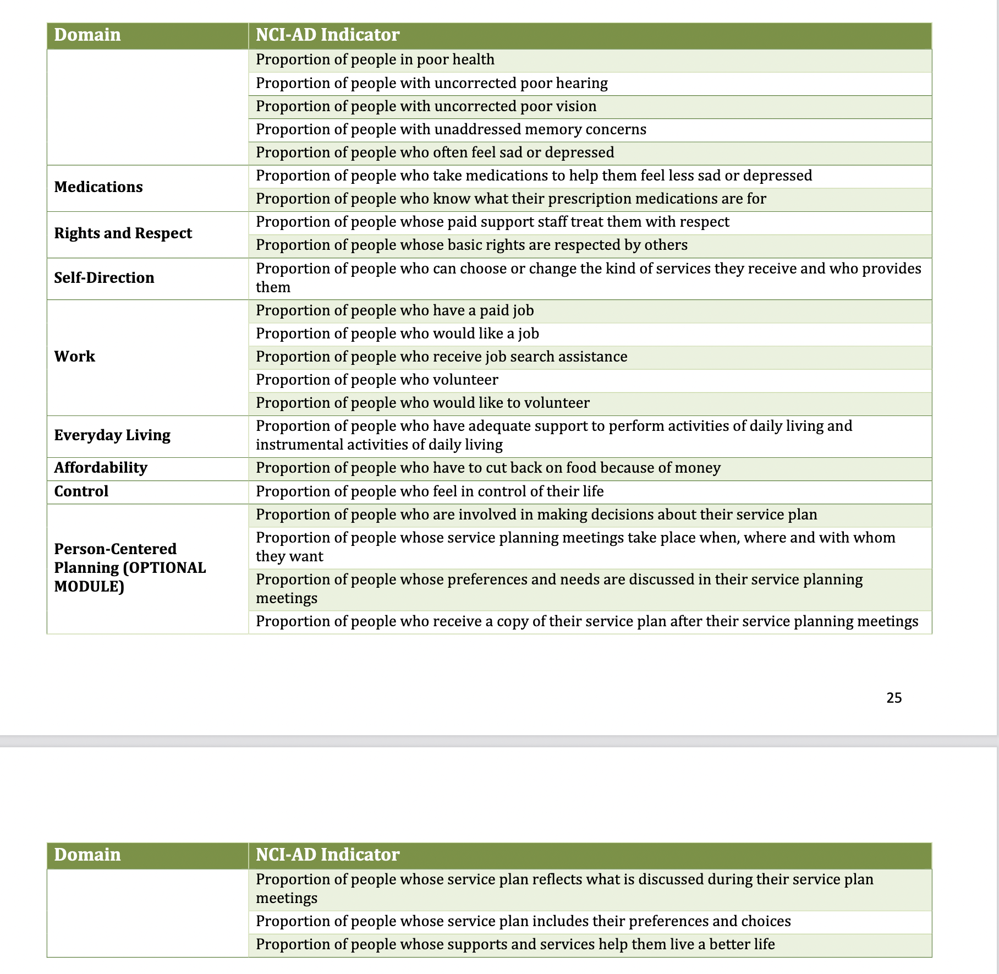 Domain NCI-AD Indicator
Proportion of people in poor health
Proportion of people with uncorrected poor hearing
Proportion of people with uncorrected poor vision
Proportion of people with unaddressed memory concerns
Proportion of people who often feel sad or depressed
Medications
Proportion of people who take medications to help them feel less sad or depressed
Proportion of people who know what their prescription medications are for
Rights and Respect
Proportion of people whose paid support staff treat them with respect
Proportion of people whose basic rights are respected by others
Self-Direction
Proportion of people who can choose or change the kind of services they receive and who provides
them
Work
Proportion of people who have a paid job
Proportion of people who would like a job
Proportion of people who receive job search assistance
Proportion of people who volunteer
Proportion of people who would like to volunteer
Everyday Living
Proportion of people who have adequate support to perform activities of daily living and
instrumental activities of daily living
Affordability
Proportion of people who have to cut back on food because of money
Control
Proportion of people who feel in control of their life
Person-Centered
Planning (OPTIONAL
MODULE)
Proportion of people who are involved in making decisions about their service plan
Proportion of people whose service planning meetings take place when, where and with whom
they want
Proportion of people whose preferences and needs are discussed in their service planning
meetings
Proportion of people who receive a copy of their service plan after their service planning meetings
25
Domain NCI-AD Indicator
Proportion of people whose service plan reflects what is discussed during their service plan
meetings
Proportion of people whose service plan includes their preferences and choices
Proportion of people whose supports and services help them live a better life